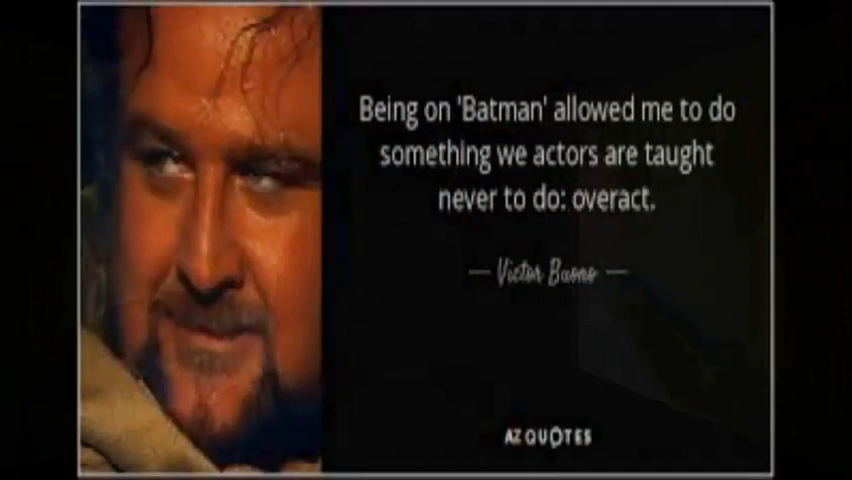 Being on 'Batman' allowed me to do
something we actors are taught
never to do: overact.
— Victor Buono —
AZ QUOTES